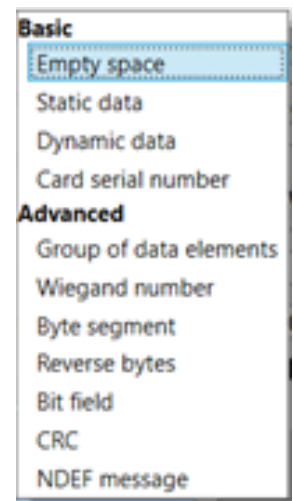 Basic
Empty space
Static data
Dynamic data
Card serial number
Advanced
Group of data elements
Wiegand number
Byte segment
Reverse bytes
Bit field
CRC
NDEF message